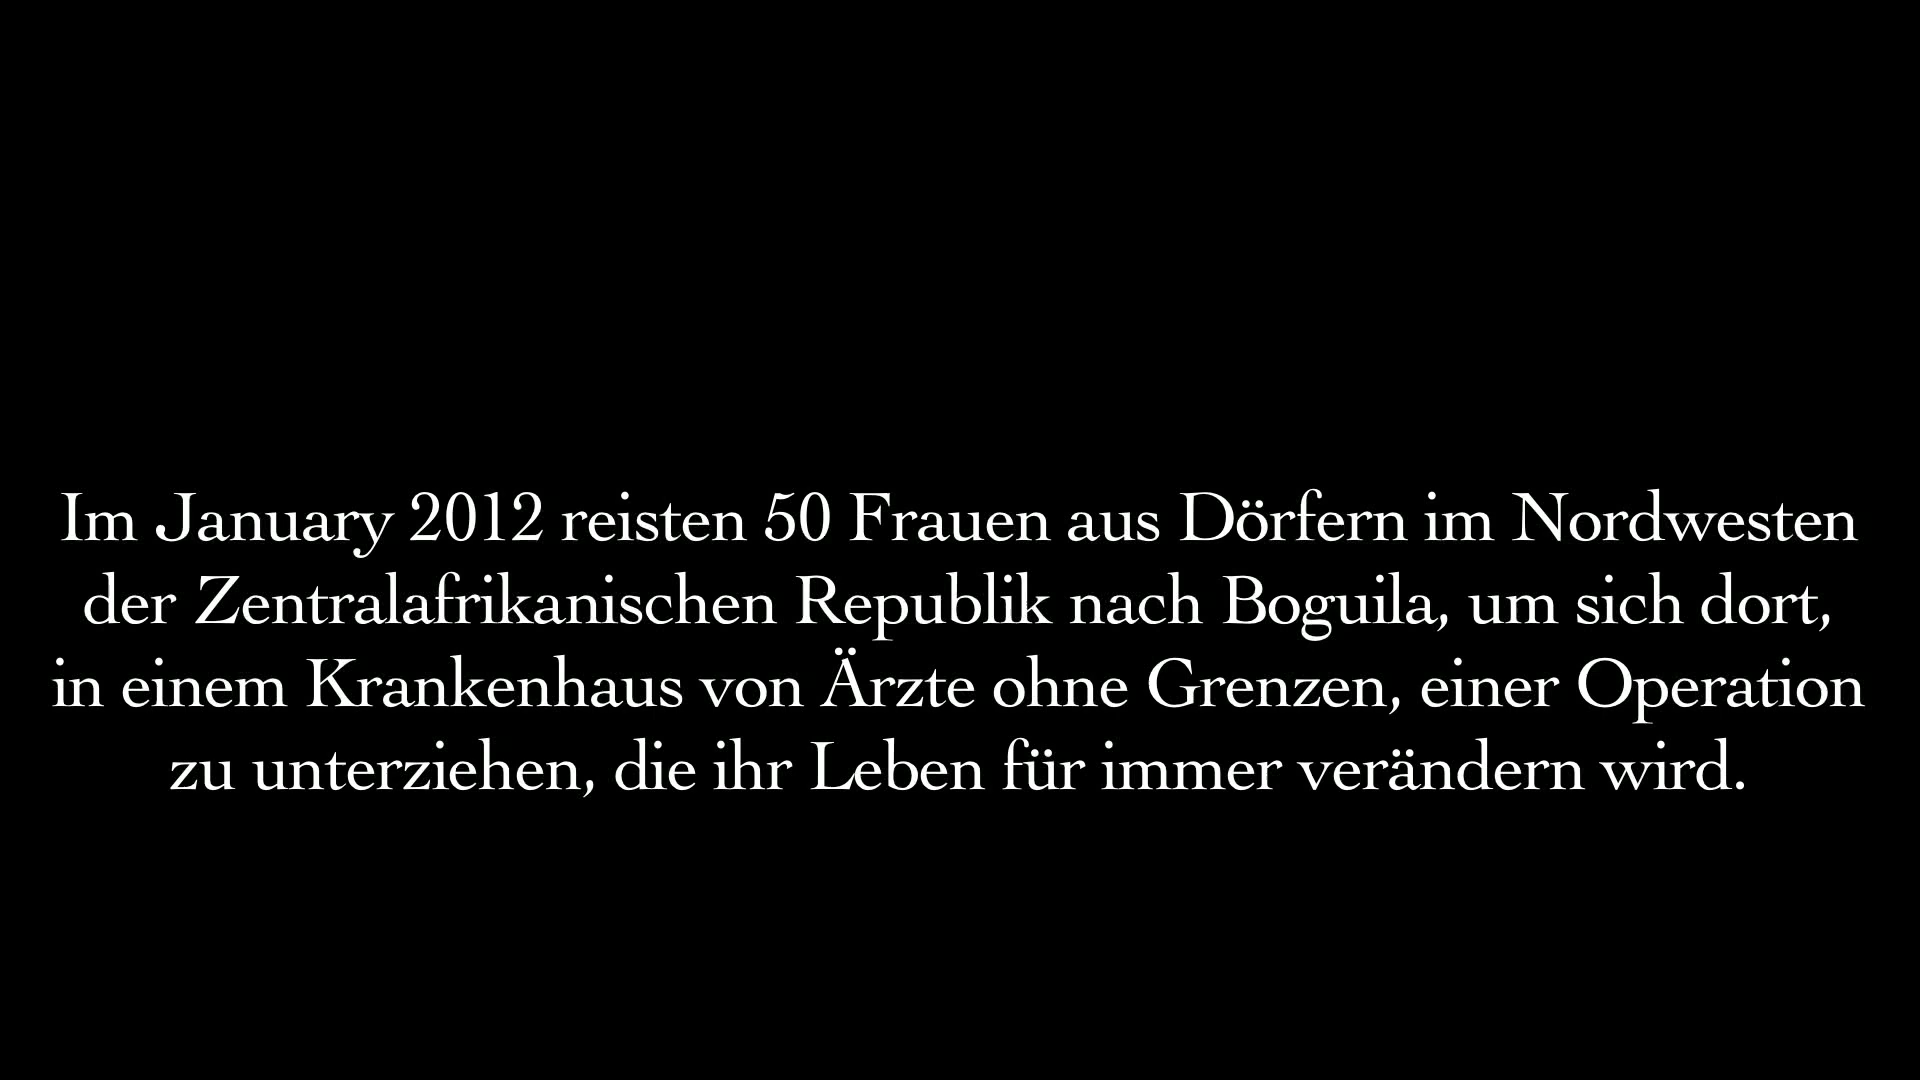 Im January 2012 reisten 50 Frauen aus Dörfern im Nordwesten
der Zentralafrikanischen Republik nach Boguila, um sich dort,
in einem Krankenhaus von Ärzte ohne Grenzen, einer Operation
zu unterziehen, die ihr Leben für immer verändern wird.